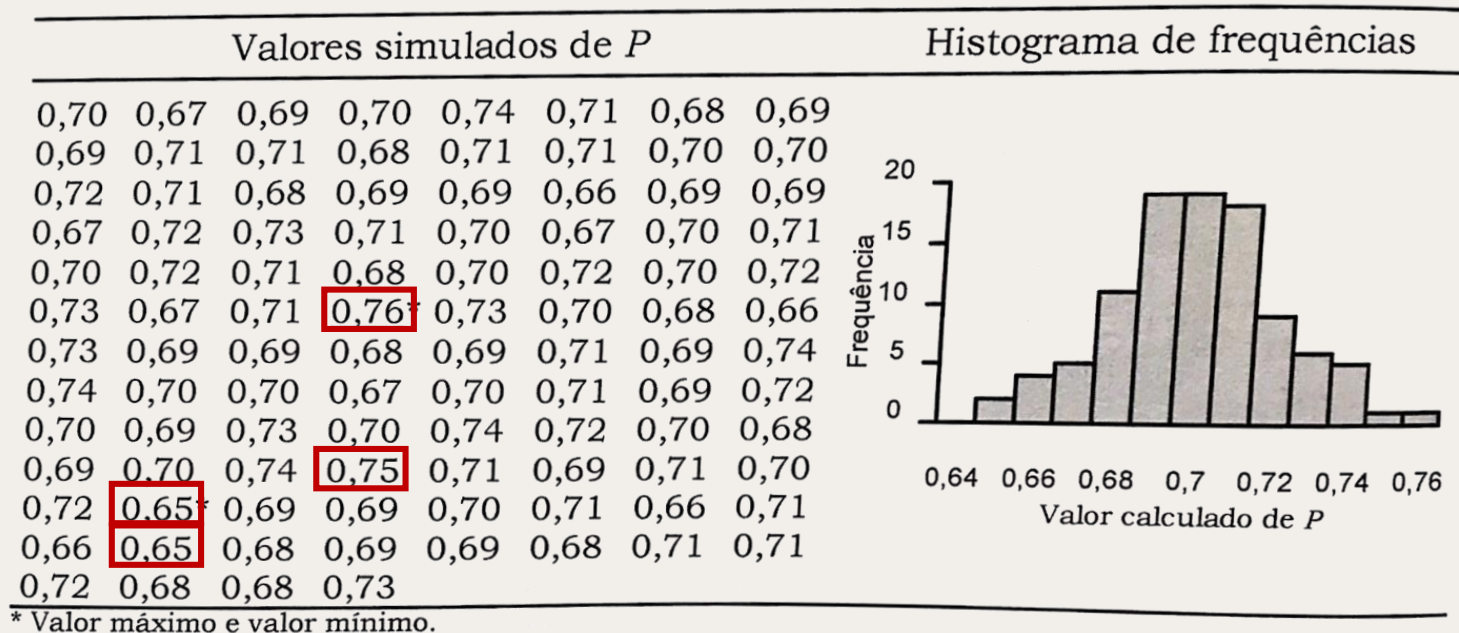 Valores simulados de P
Histograma de frequências
0,70 0,67 0,69 0,70 0,74 0,71 0,68 0,69
0,69 0,71 0,71 0,68 0,71 0,71 0,70 0,70
0,72 0,71 0,68 0,69 0,69 0,66 0,69 0,69
0,67 0,72 0,73 0,71 0,70 0,67 0,70 0,71
0,70 0,72 0,71 0,68 0,70 0,72 0,70 0,72
0,73 0,67 0,71 0,76* 0,73 0,70 0,68 0,66
0,73 0,69 0,69 0,68 0,69 0,71 0,69 0,74
0,74 0,70 0,70 0,67 0,70 0,71 0,69 0,72
0,70 0,69 0,73 0,70 0,74 0,72 0,70 0,68
0,69 0,70 0,74 0,75 0,71 0,69 0,71 0,70
0,72 0,65* 0,69 0,69 0,70 0,71 0,66 0,71
0,66 0,65 0,68 0,69 0,69 0,68 0,71 0,71
0,72 0,68 0,68 0,73
* Valor máximo e valor mínimo.
20
15
10
5
0
Frequência
0,64 0,66 0,68 0,7 0,72 0,74 0,76
Valor calculado de P